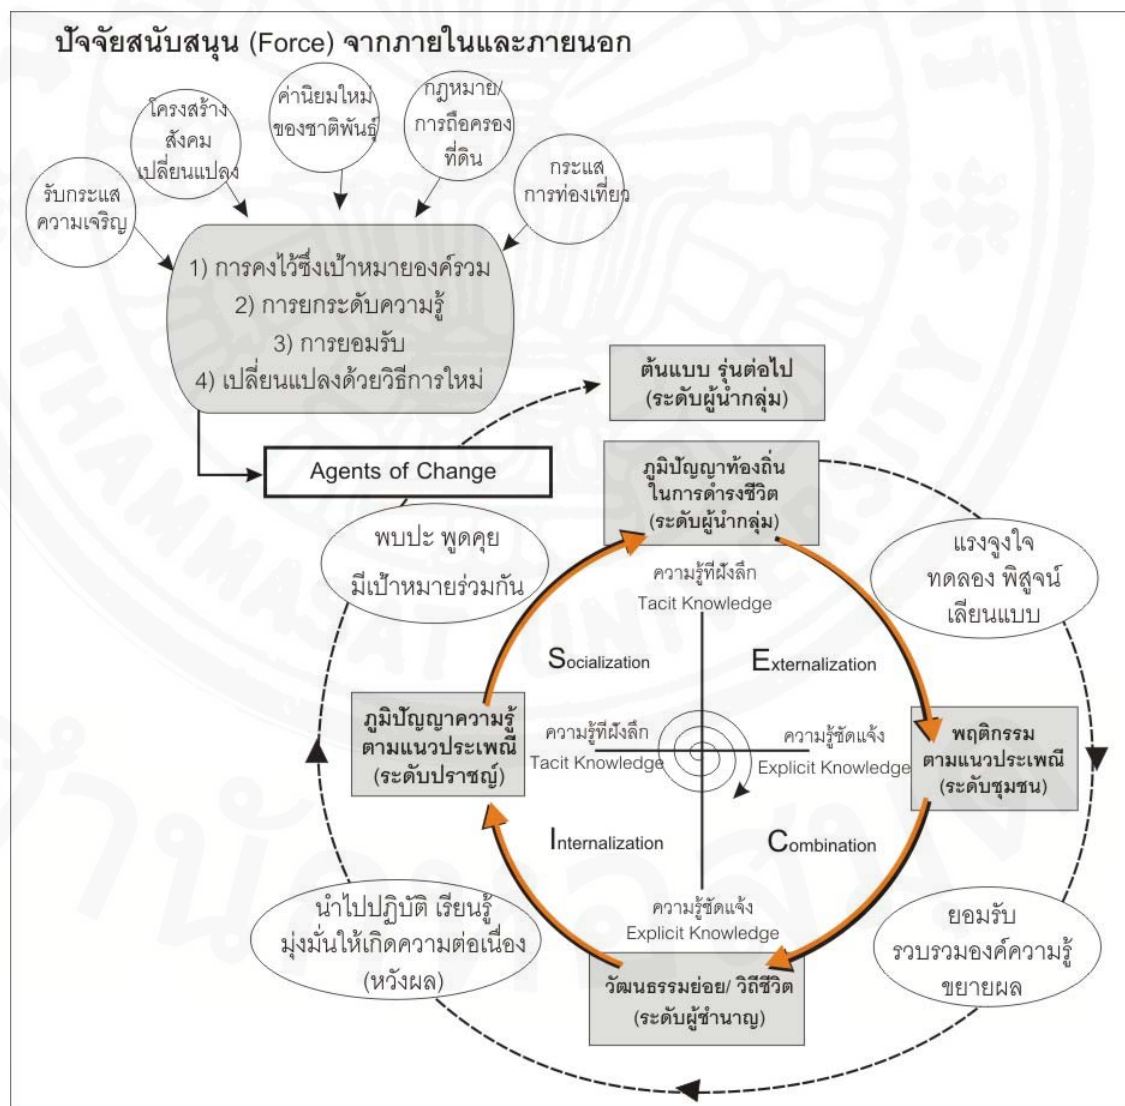 ปัจจัยสนับสนุน (Force) จากภายในและภายนอก
รับกระแส
ความเจริญ
โครงสร้าง
สังคม
เปลี่ยนแปลง
ค่านิยมใหม่
ของชาติพันธุ์
กฎหมาย/
การถือครอง
ที่ดิน
กระแส
การท่องเที่ยว
1) การคงไว้ซึ่งเป้าหมายองค์รวม
2) การยกระดับความรู้
3) การยอมรับ
4) เปลี่ยนแปลงด้วยวิธีการใหม่
ต้นแบบ รุ่นต่อไป
(ระดับผู้นำกลุ่ม)
Agents of Change
ภูมิปัญญาท้องถิ่น
ในการดำรงชีวิต
(ระดับผู้นำกลุ่ม)
พบปะ พูดคุย
มีเป้าหมายร่วมกัน
แรงจูงใจ
ทดลอง พิสูจน์
เลียนแบบ
ความรู้ที่ฝังลึก
Tacit Knowledge
Socialization
Externalization
ภูมิปัญญาความรู้
ตามแนวประเพณี
(ระดับปราชญ์)
ความรู้ที่ฝังลึก
Tacit Knowledge
ความรู้ชัดแจ้ง
Explicit Knowledge
พฤติกรรม
ตามแนวประเพณี
(ระดับชุมชน)
Internalization
Combination
ความรู้ชัดแจ้ง
Explicit Knowledge
นำไปปฏิบัติ เรียนรู้
มุ่งมั่นให้เกิดความต่อเนื่อง
(หวังผล)
ยอมรับ
รวบรวมองค์ความรู้
ขยายผล
วัฒนธรรมย่อย/ วิถีชีวิต
(ระดับผู้ชำนาญ)
THAMMASAT UNIVERSITY